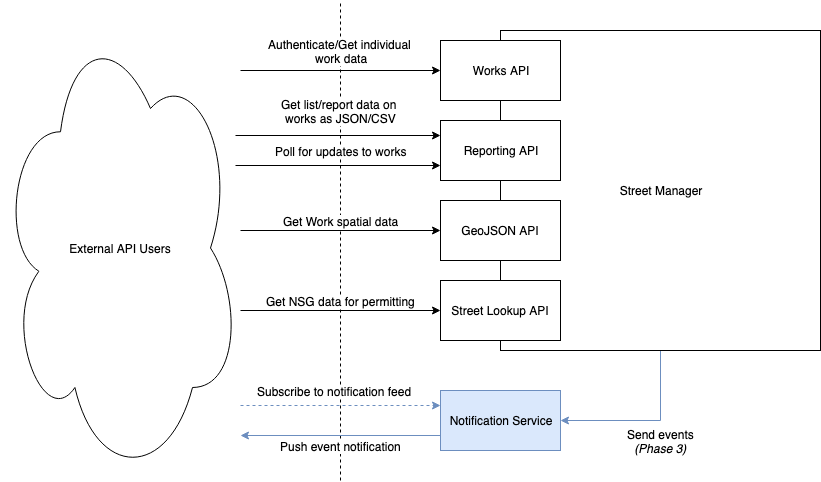 Authenticate/Get individual
work data
Works API
Get list/report data on
works as JSON/CSV
Poll for updates to works
Reporting API
Street Manager
Get Work spatial data
GeoJSON API
External API Users
Get NSG data for permitting
Street Lookup API
Subscribe to notification feed
Notification Service
Push event notification
Send events
(Phase 3)